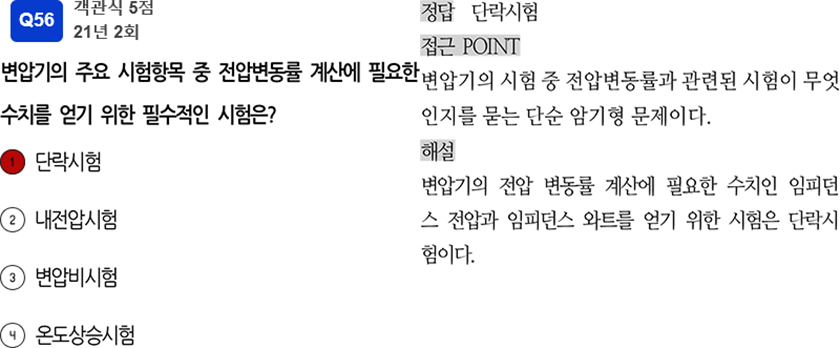 Q56
객관식 5점
21년 2회
변압기의 주요 시험항목 중 전압변동률 계산에 필요한
수치를 얻기 위한 필수적인 시험은?
1 단락시험
2 내전압시험
3 변압비시험
4 온도상승시험
정답 단락시험
접근 POINT
변압기의 시험 중 전압변동률과 관련된 시험이 무엇
인지를 묻는 단순 암기형 문제이다.
해설
변압기의 전압 변동률 계산에 필요한 수치인 임피던
스 전압과 임피던스 와트를 얻기 위한 시험은 단락시
험이다.